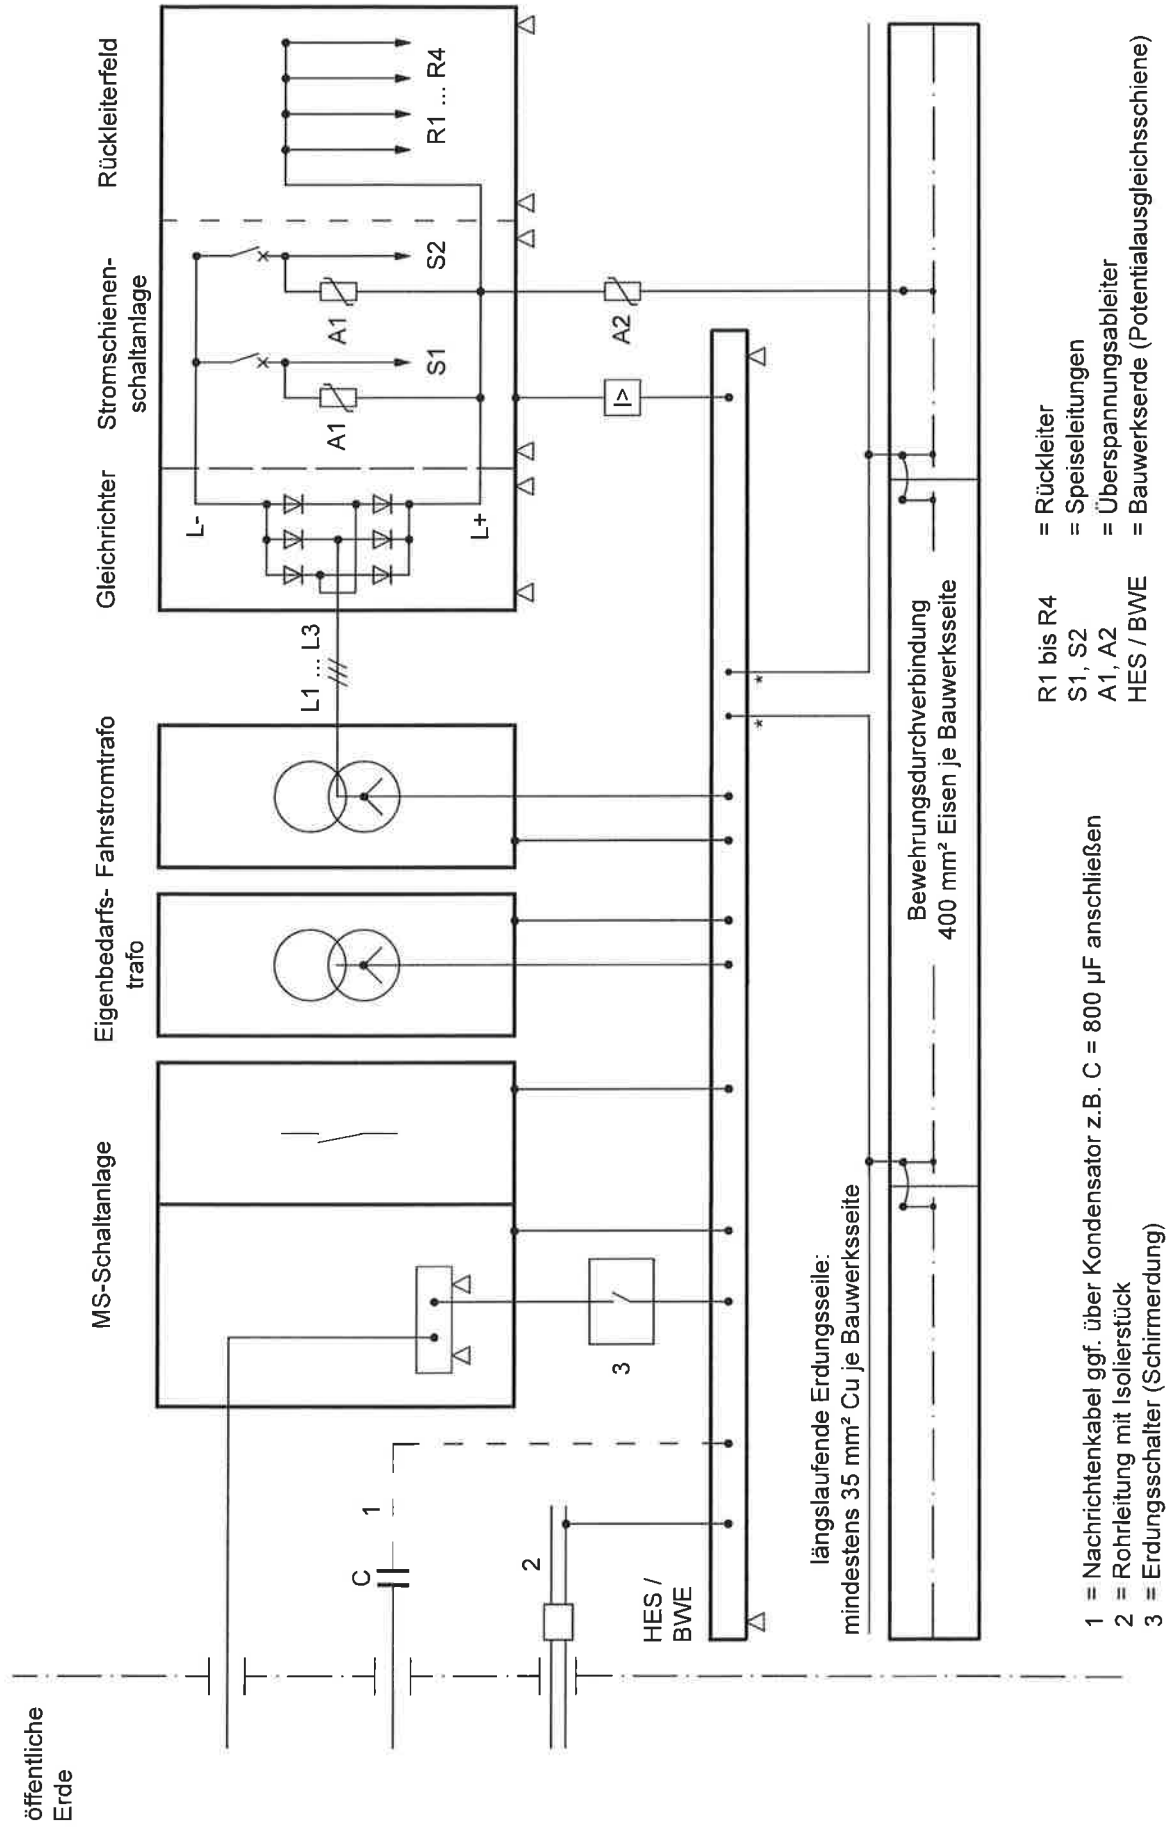 öffentliche
Erde
MS-Schaltanlage
Eigenbedarfs-
trafo
Fahrstromtrafo
Gleichrichter
Stromschienen-
schaltanlage
Rückleiterfeld
L1 ... L3
L-
L+
A1
S1
A1
S2
R1 ... R4
A2
I>
C
1
2
3
HES /
BWE
*
*
längslaufende Erdungsseile:
mindestens 35 mm² Cu je Bauwerksseite
Bewehrungsdurchverbindung
400 mm² Eisen je Bauwerksseite
1 = Nachrichtenkabel ggf. über Kondensator z.B. C = 800 µF anschließen
2 = Rohrleitung mit Isolierstück
3 = Erdungsschalter (Schirmerdung)
R1 bis R4 = Rückleiter
S1, S2 = Speiseleitungen
A1, A2 = Überspannungsableiter
HES / BWE = Bauwerkserde (Potentialausgleichsschiene)